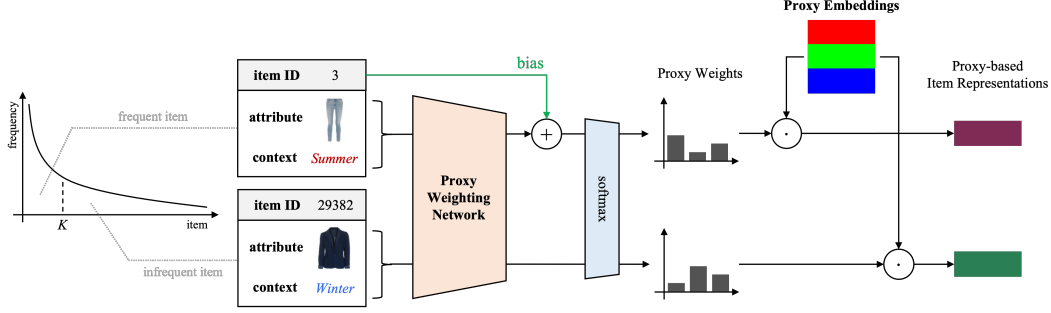 Proxy Embeddings
bias
item ID 3
Proxy Weights
Proxy-based
Item Representations
frequency
frequent item
attribute
context Summer
Proxy
Weighting
Network
softmax
item ID 29382
K
item
attribute
infrequent item
context Winter